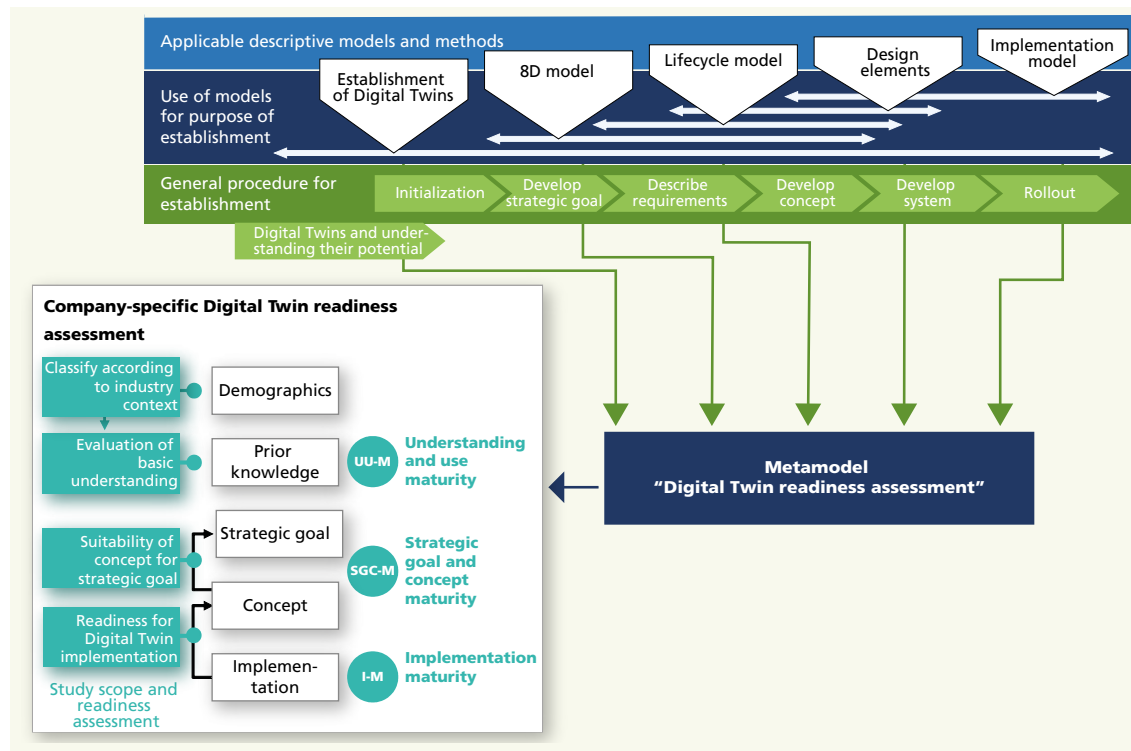 Applicable descriptive models and methods
Establishment
of Digital Twins
8D model
Lifecycle model
Design
elements
Implementation
model
Use of models
for purpose of
establishment
General procedure for
establishment
Initialization
Develop
strategic goal
Describe
requirements
Develop
concept
Develop
system
Rollout
Digital Twins and under-
standing their potential
Company-specific Digital Twin readiness
assessment
Classify according
to industry
context
Demographics
Evaluation of
basic
understanding
Prior
knowledge
UU-M
Understanding
and use
maturity
Suitability of
concept for
strategic goal
Strategic goal
SGC-M
Strategic
goal and
concept
maturity
Concept
Readiness for
Digital Twin
implementation
Implemen-
tation
I-M
Implementation
maturity
Study scope and
readiness
assessment
Metamodel
“Digital Twin readiness assessment”